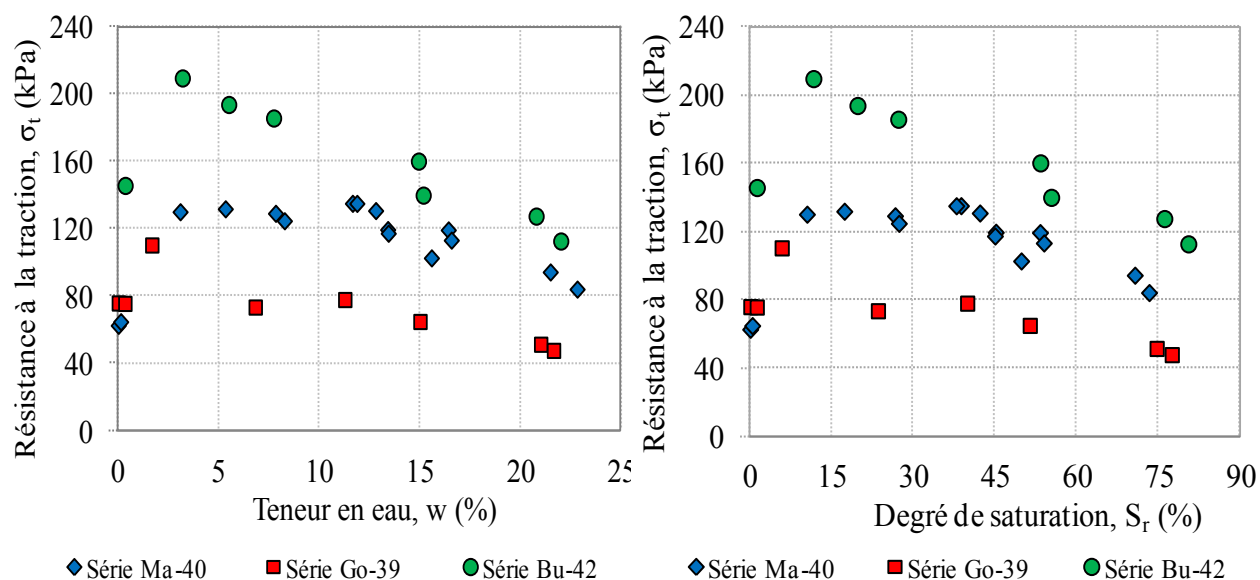 Résistance à la traction, σt (kPa)
240
200
160
120
80
40
0
0 5 10 15 20 25
Teneur en eau, w (%)
Série Ma-40 Série Go-39 Série Bu-42
Résistance à la traction, σt (kPa)
240
200
160
120
80
40
0
0 15 30 45 60 75 90
Degré de saturation, Sr (%)
Série Ma-40 Série Go-39 Série Bu-42